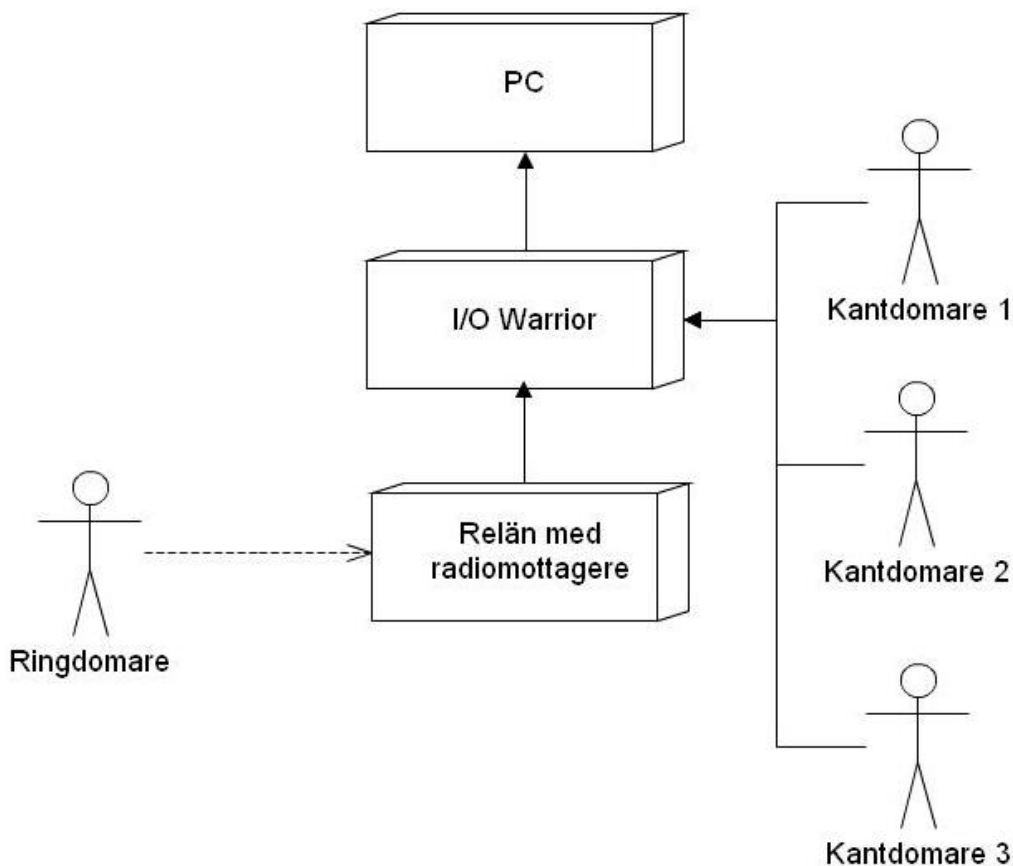 PC
I/O Warrior
Kantdomare 1
Kantdomare 2
Relän med
radiomottagere
Ringdomare
Kantdomare 3